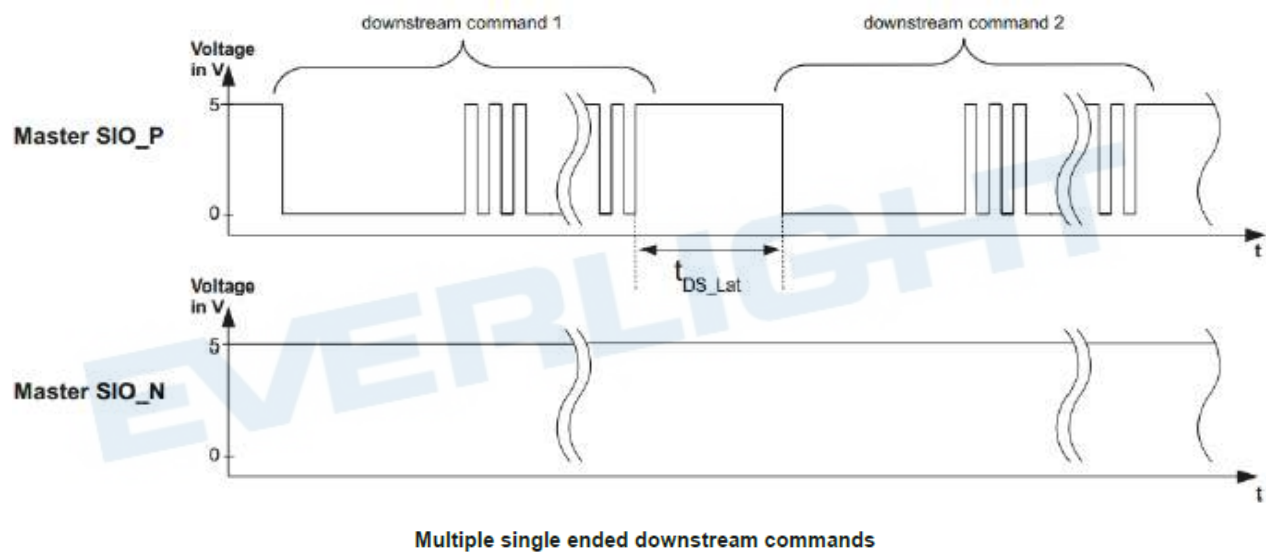 downstream command 1
downstream command 2
Voltage
in V
5
Master SIO_P
0
t
tDS_Lat
Voltage
in V
5
Master SIO_N
0
t
EVERLIGHT
Multiple single ended downstream commands